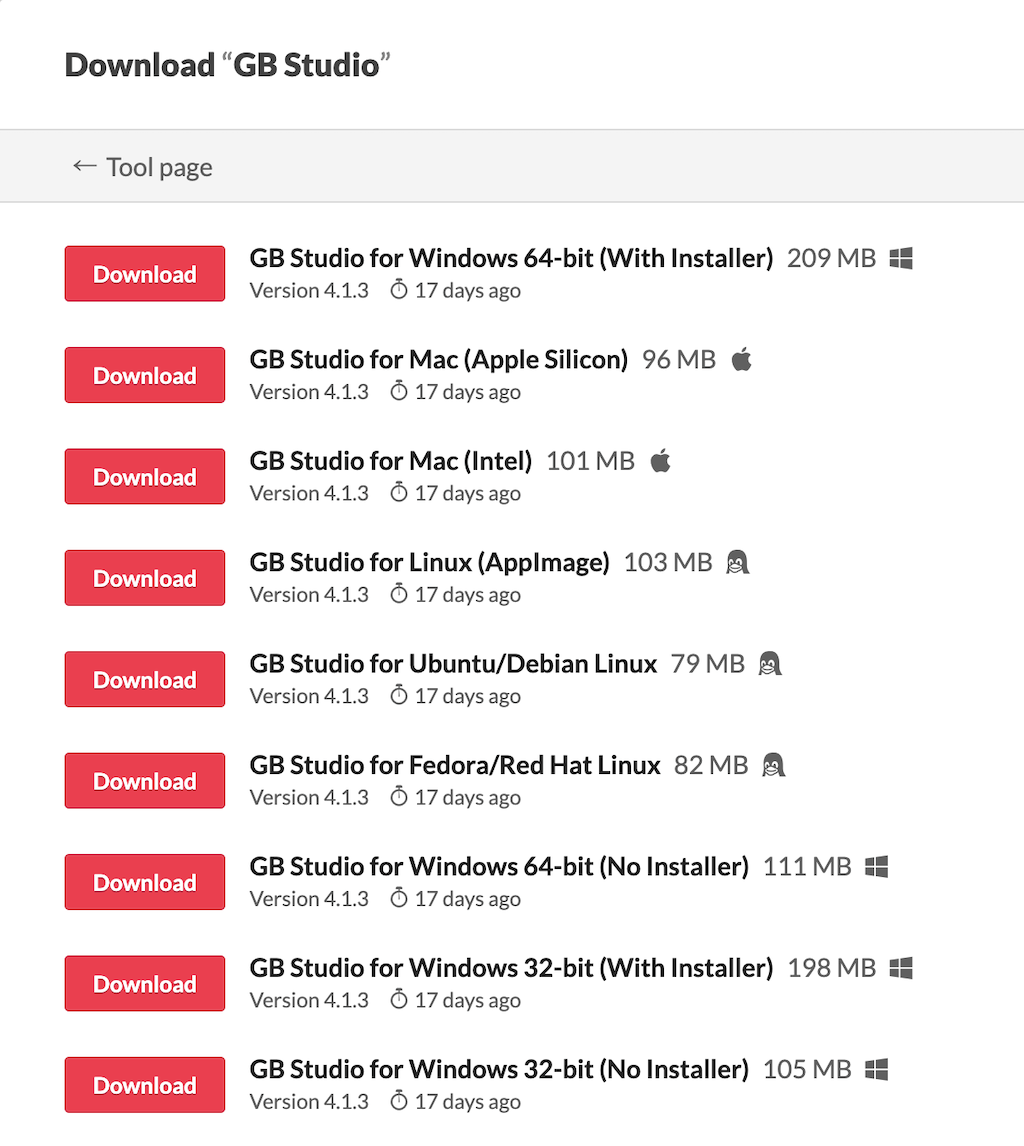 Download “GB Studio”
← Tool page
Download
GB Studio for Windows 64-bit (With Installer) 209 MB
Version 4.1.3 17 days ago
Download
GB Studio for Mac (Apple Silicon) 96 MB
Version 4.1.3 17 days ago
Download
GB Studio for Mac (Intel) 101 MB
Version 4.1.3 17 days ago
Download
GB Studio for Linux (AppImage) 103 MB
Version 4.1.3 17 days ago
Download
GB Studio for Ubuntu/Debian Linux 79 MB
Version 4.1.3 17 days ago
Download
GB Studio for Fedora/Red Hat Linux 82 MB
Version 4.1.3 17 days ago
Download
GB Studio for Windows 64-bit (No Installer) 111 MB
Version 4.1.3 17 days ago
Download
GB Studio for Windows 32-bit (With Installer) 198 MB
Version 4.1.3 17 days ago
Download
GB Studio for Windows 32-bit (No Installer) 105 MB
Version 4.1.3 17 days ago